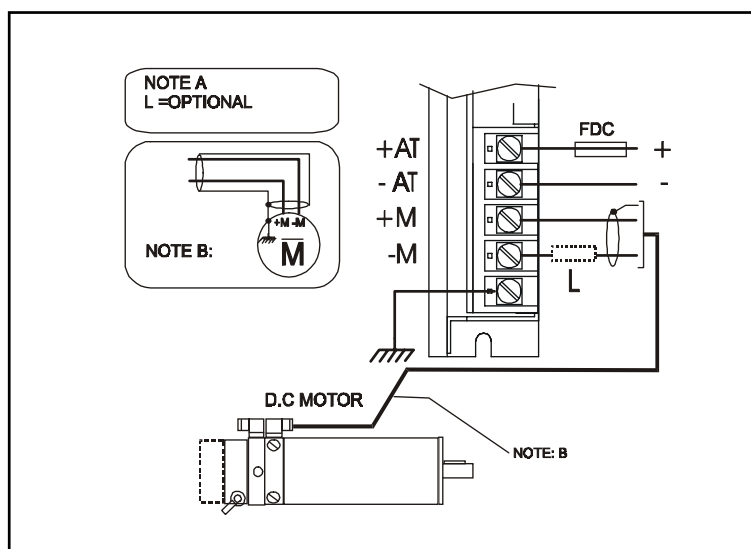 NOTE A
L =OPTIONAL
+M -M
M
NOTE B:
+AT
- AT
+M
-M
FDC
+
-
L
D.C MOTOR
NOTE: B